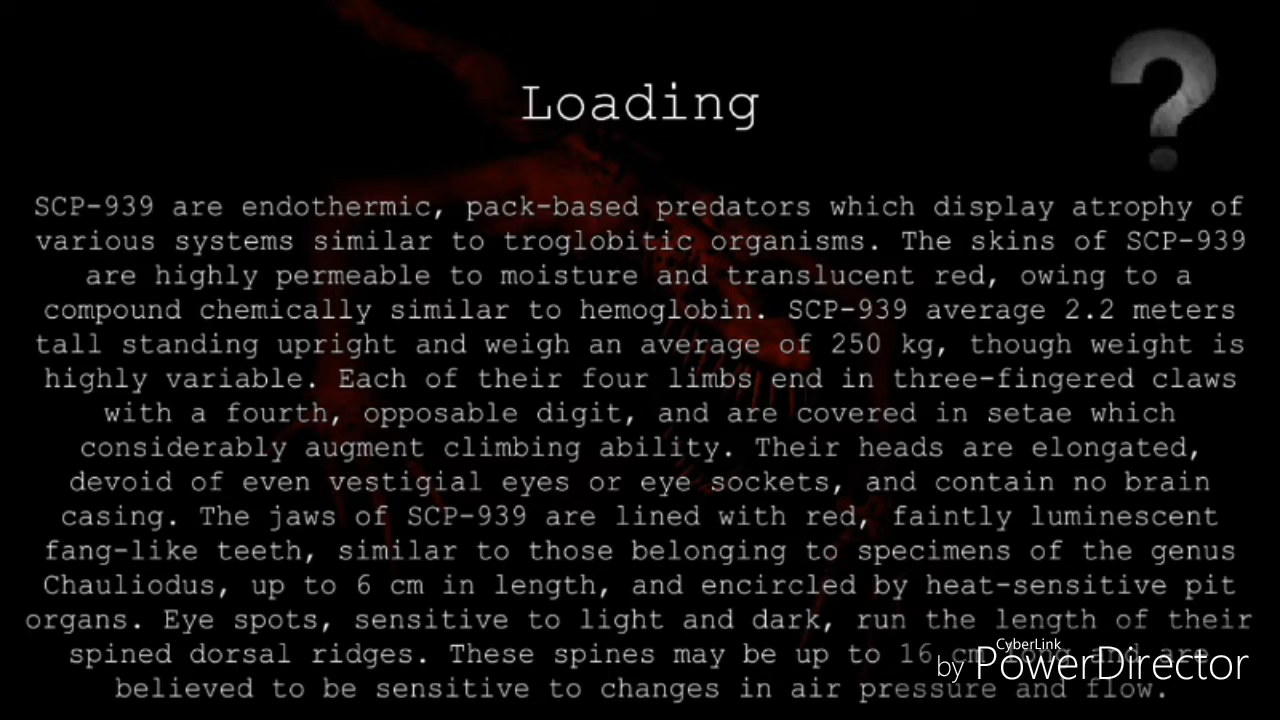 Loading
?
SCP-939 are endothermic, pack-based predators which display atrophy of
various systems similar to troglobitic organisms. The skins of SCP-939
are highly permeable to moisture and translucent red, owing to a
compound chemically similar to hemoglobin. SCP-939 average 2.2 meters
tall standing upright and weigh an average of 250 kg, though weight is
highly variable. Each of their four limbs end in three-fingered claws
with a fourth, opposable digit, and are covered in setae which
considerably augment climbing ability. Their heads are elongated,
devoid of even vestigial eyes or eye sockets, and contain no brain
casing. The jaws of SCP-939 are lined with red, faintly luminescent
fang-like teeth, similar to those belonging to specimens of the genus
Chauliodus, up to 6 cm in length, and encircled by heat-sensitive pit
organs. Eye spots, sensitive to light and dark, run the length of their
spined dorsal ridges. These spines may be up to 16 cm long and are
believed to be sensitive to changes in air pressure and flow.
CyberLink
by PowerDirector